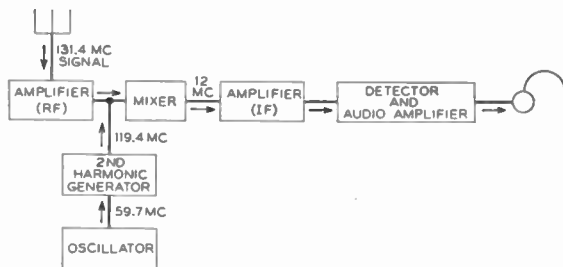 131.4 MC
SIGNAL
AMPLIFIER
(RF)
MIXER
12
MC
AMPLIFIER
(IF)
DETECTOR
AND
AUDIO AMPLIFIER
119.4 MC
2ND
HARMONIC
GENERATOR
59.7 MC
OSCILLATOR